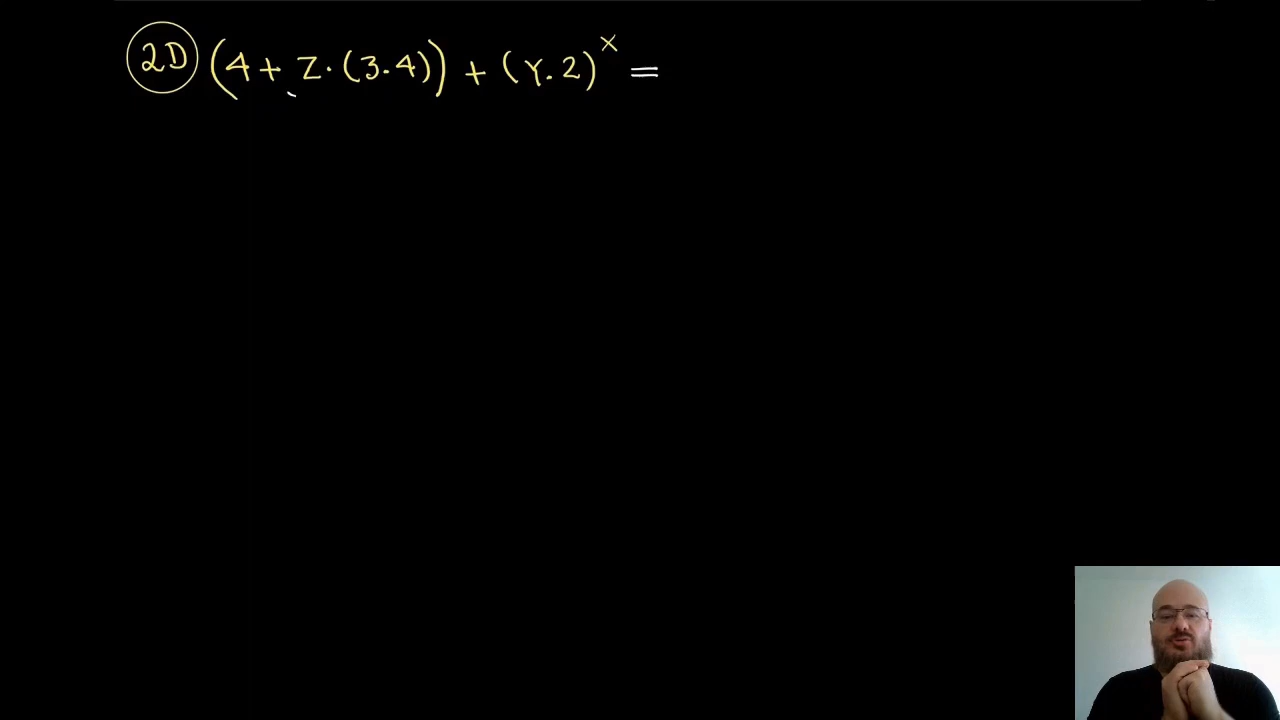 2D (4 + Z · (3 · 4)) + (Y · 2)^x =